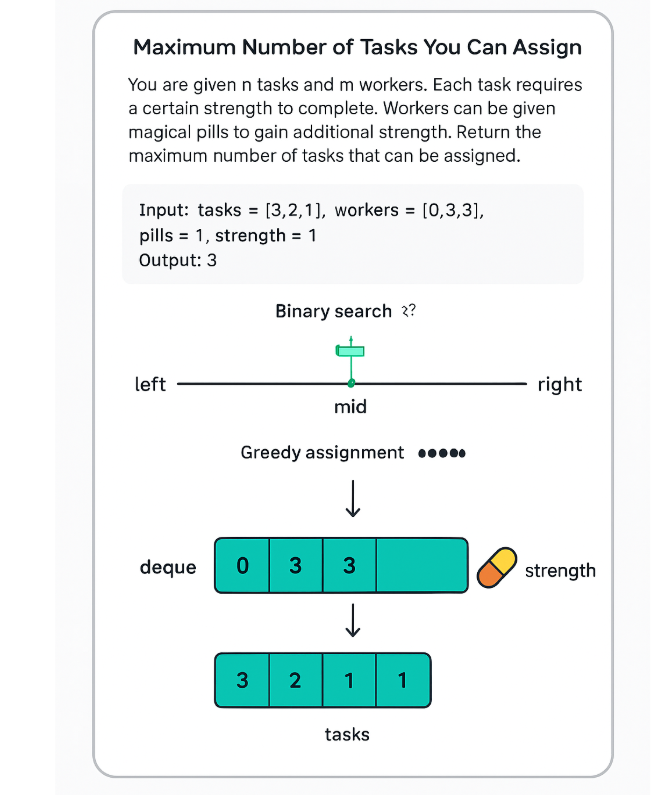 Maximum Number of Tasks You Can Assign
You are given n tasks and m workers. Each task requires
a certain strength to complete. Workers can be given
magical pills to gain additional strength. Return the
maximum number of tasks that can be assigned.
Input: tasks = [3,2,1], workers = [0,3,3],
pills = 1, strength = 1
Output: 3
Binary search
left right
mid
Greedy assignment •••••
deque 0 3 3 strength
3 2 1 1
tasks